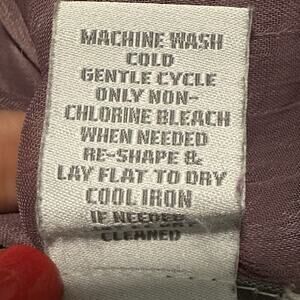 MACHINE WASH
COLD
GENTLE CYCLE
ONLY NON-
CHLORINE BLEACH
WHEN NEEDED
RE-SHAPE &
LAY FLAT TO DRY
COOL IRON
IF NEEDED
CLEANED